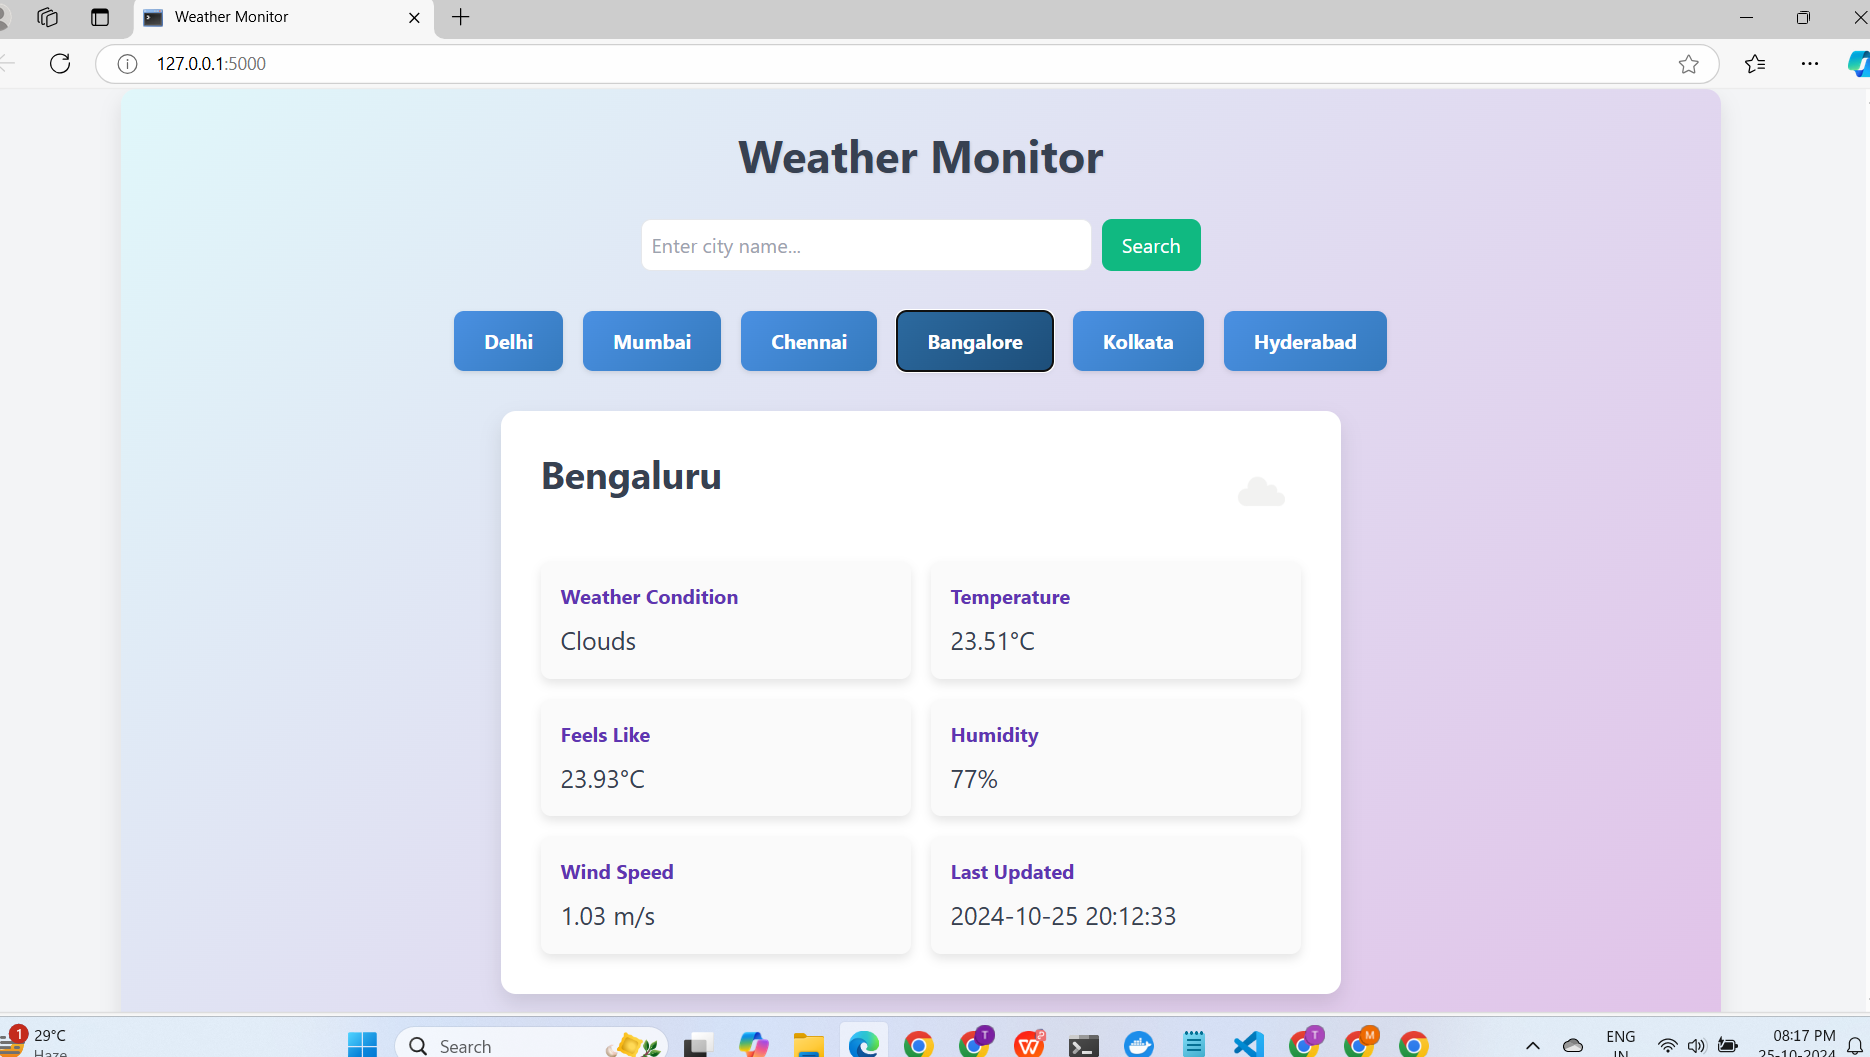 Weather Monitor
127.0.0.1:5000
Weather Monitor
Enter city name...
Search
Delhi
Mumbai
Chennai
Bangalore
Kolkata
Hyderabad
Bengaluru
Weather Condition
Clouds
Temperature
23.51°C
Feels Like
23.93°C
Humidity
77%
Wind Speed
1.03 m/s
Last Updated
2024-10-25 20:12:33
1
29°C
Haze
Search
T
T
M
ENG
IN
08:17 PM
25-10-2024